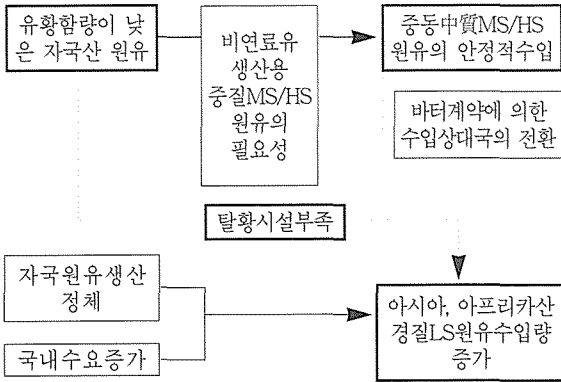 유황함량이 낮
은 자국산 원유
비연료유
생산용
중질MS/HS
원유의
필요성
중동中質MS/HS
원유의 안정적수입
바터계약에 의한
수입상대국의 전환
탈황시설부족
자국원유생산
정체
국내수요증가
아시아, 아프리카산
경질LS원유수입량
증가